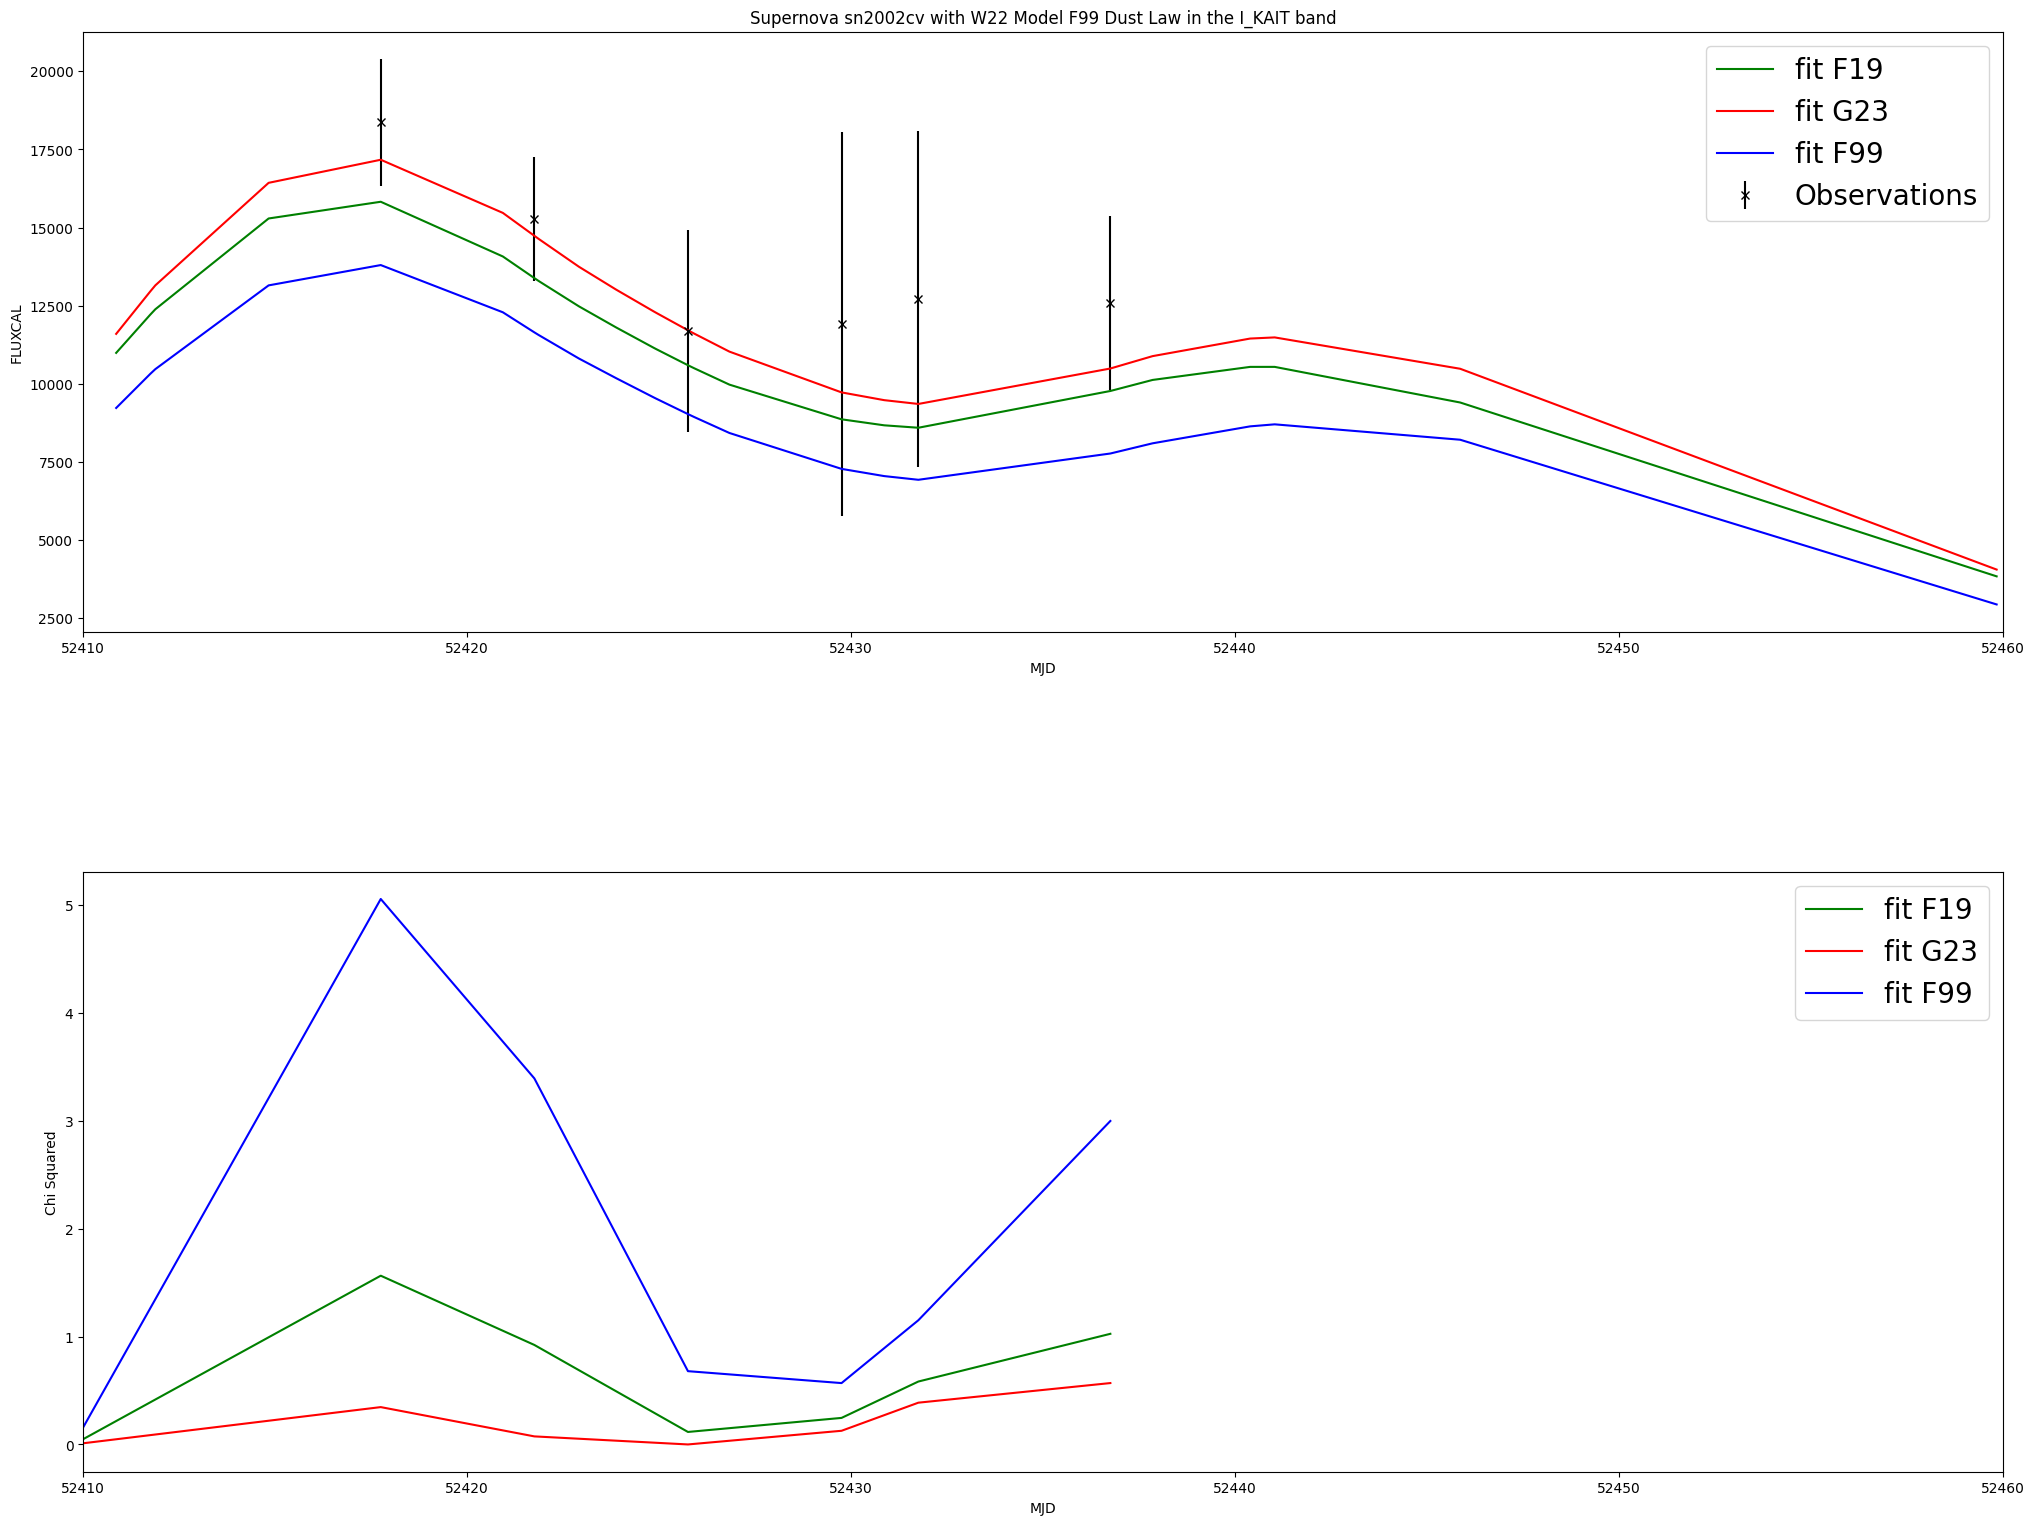 Supernova sn2002cv with W22 Model F99 Dust Law in the I_KAIT band
fit F19
fit G23
fit F99
Observations
FLUXCAL
20000
17500
15000
12500
10000
7500
5000
2500
52410
52420
52430
52440
52450
52460
MJD
fit F19
fit G23
fit F99
Chi Squared
5
4
3
2
1
0
52410
52420
52430
52440
52450
52460
MJD